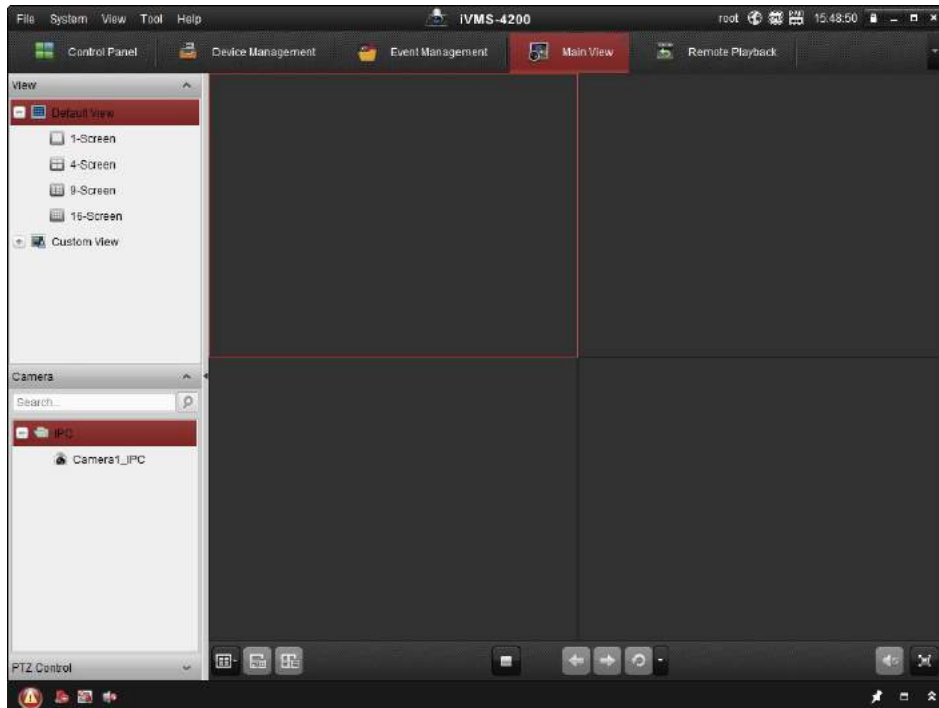 File System View Tool Help iVMS-4200 root 15:48:50
Control Panel Device Management Event Management Main View Remote Playback
View
Default View
1-Screen
4-Screen
9-Screen
16-Screen
Custom View
Camera
Search...
IPC
Camera1_IPC
PTZ Control